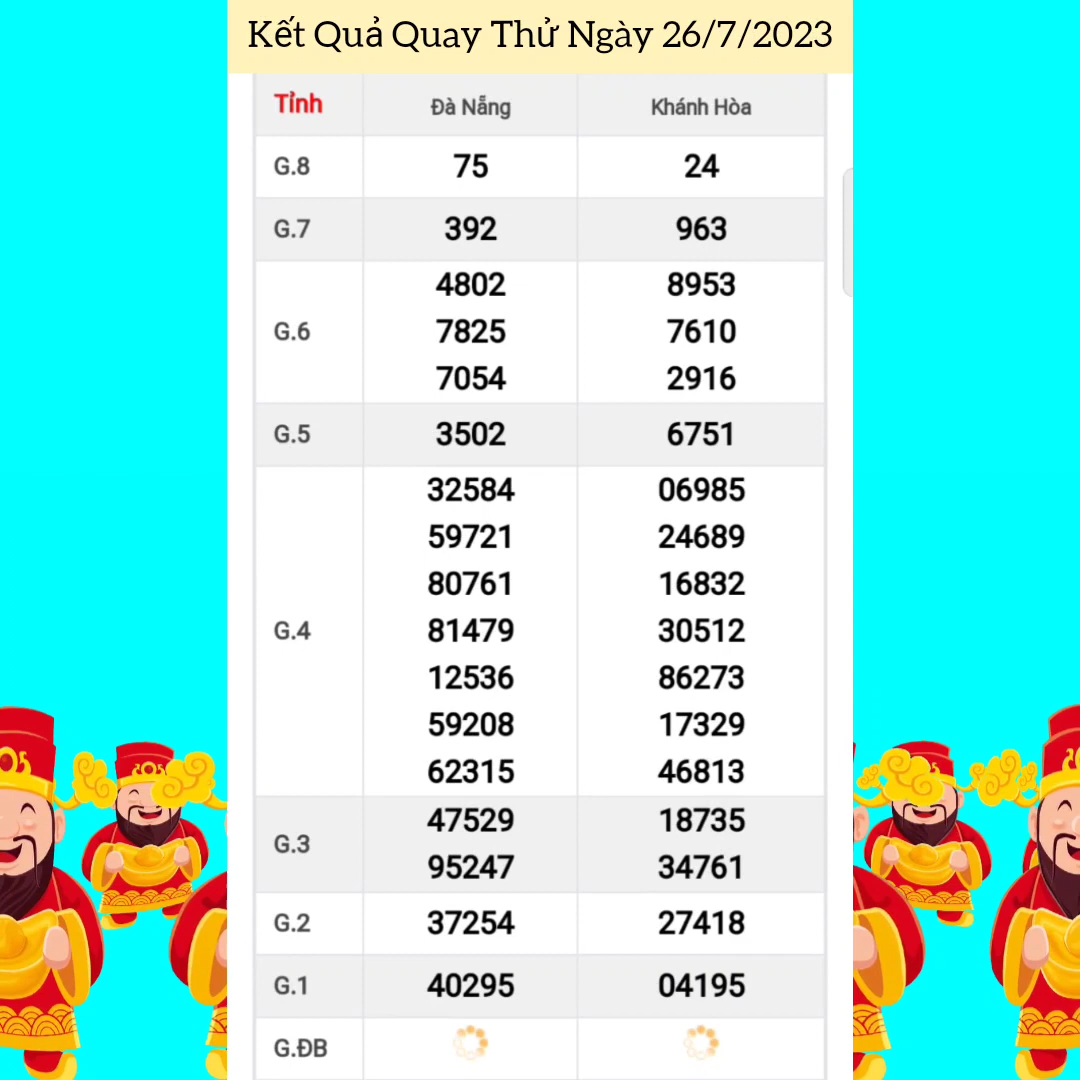 Kết Quả Quay Thử Ngày 26/7/2023
Tỉnh Đà Nẵng Khánh Hòa
G.8 75 24
G.7 392 963
4802 8953
G.6 7825 7610
7054 2916
G.5 3502 6751
32584 06985
59721 24689
80761 16832
G.4 81479 30512
12536 86273
59208 17329
62315 46813
G.3 47529 18735
95247 34761
G.2 37254 27418
G.1 40295 04195
G.ĐB